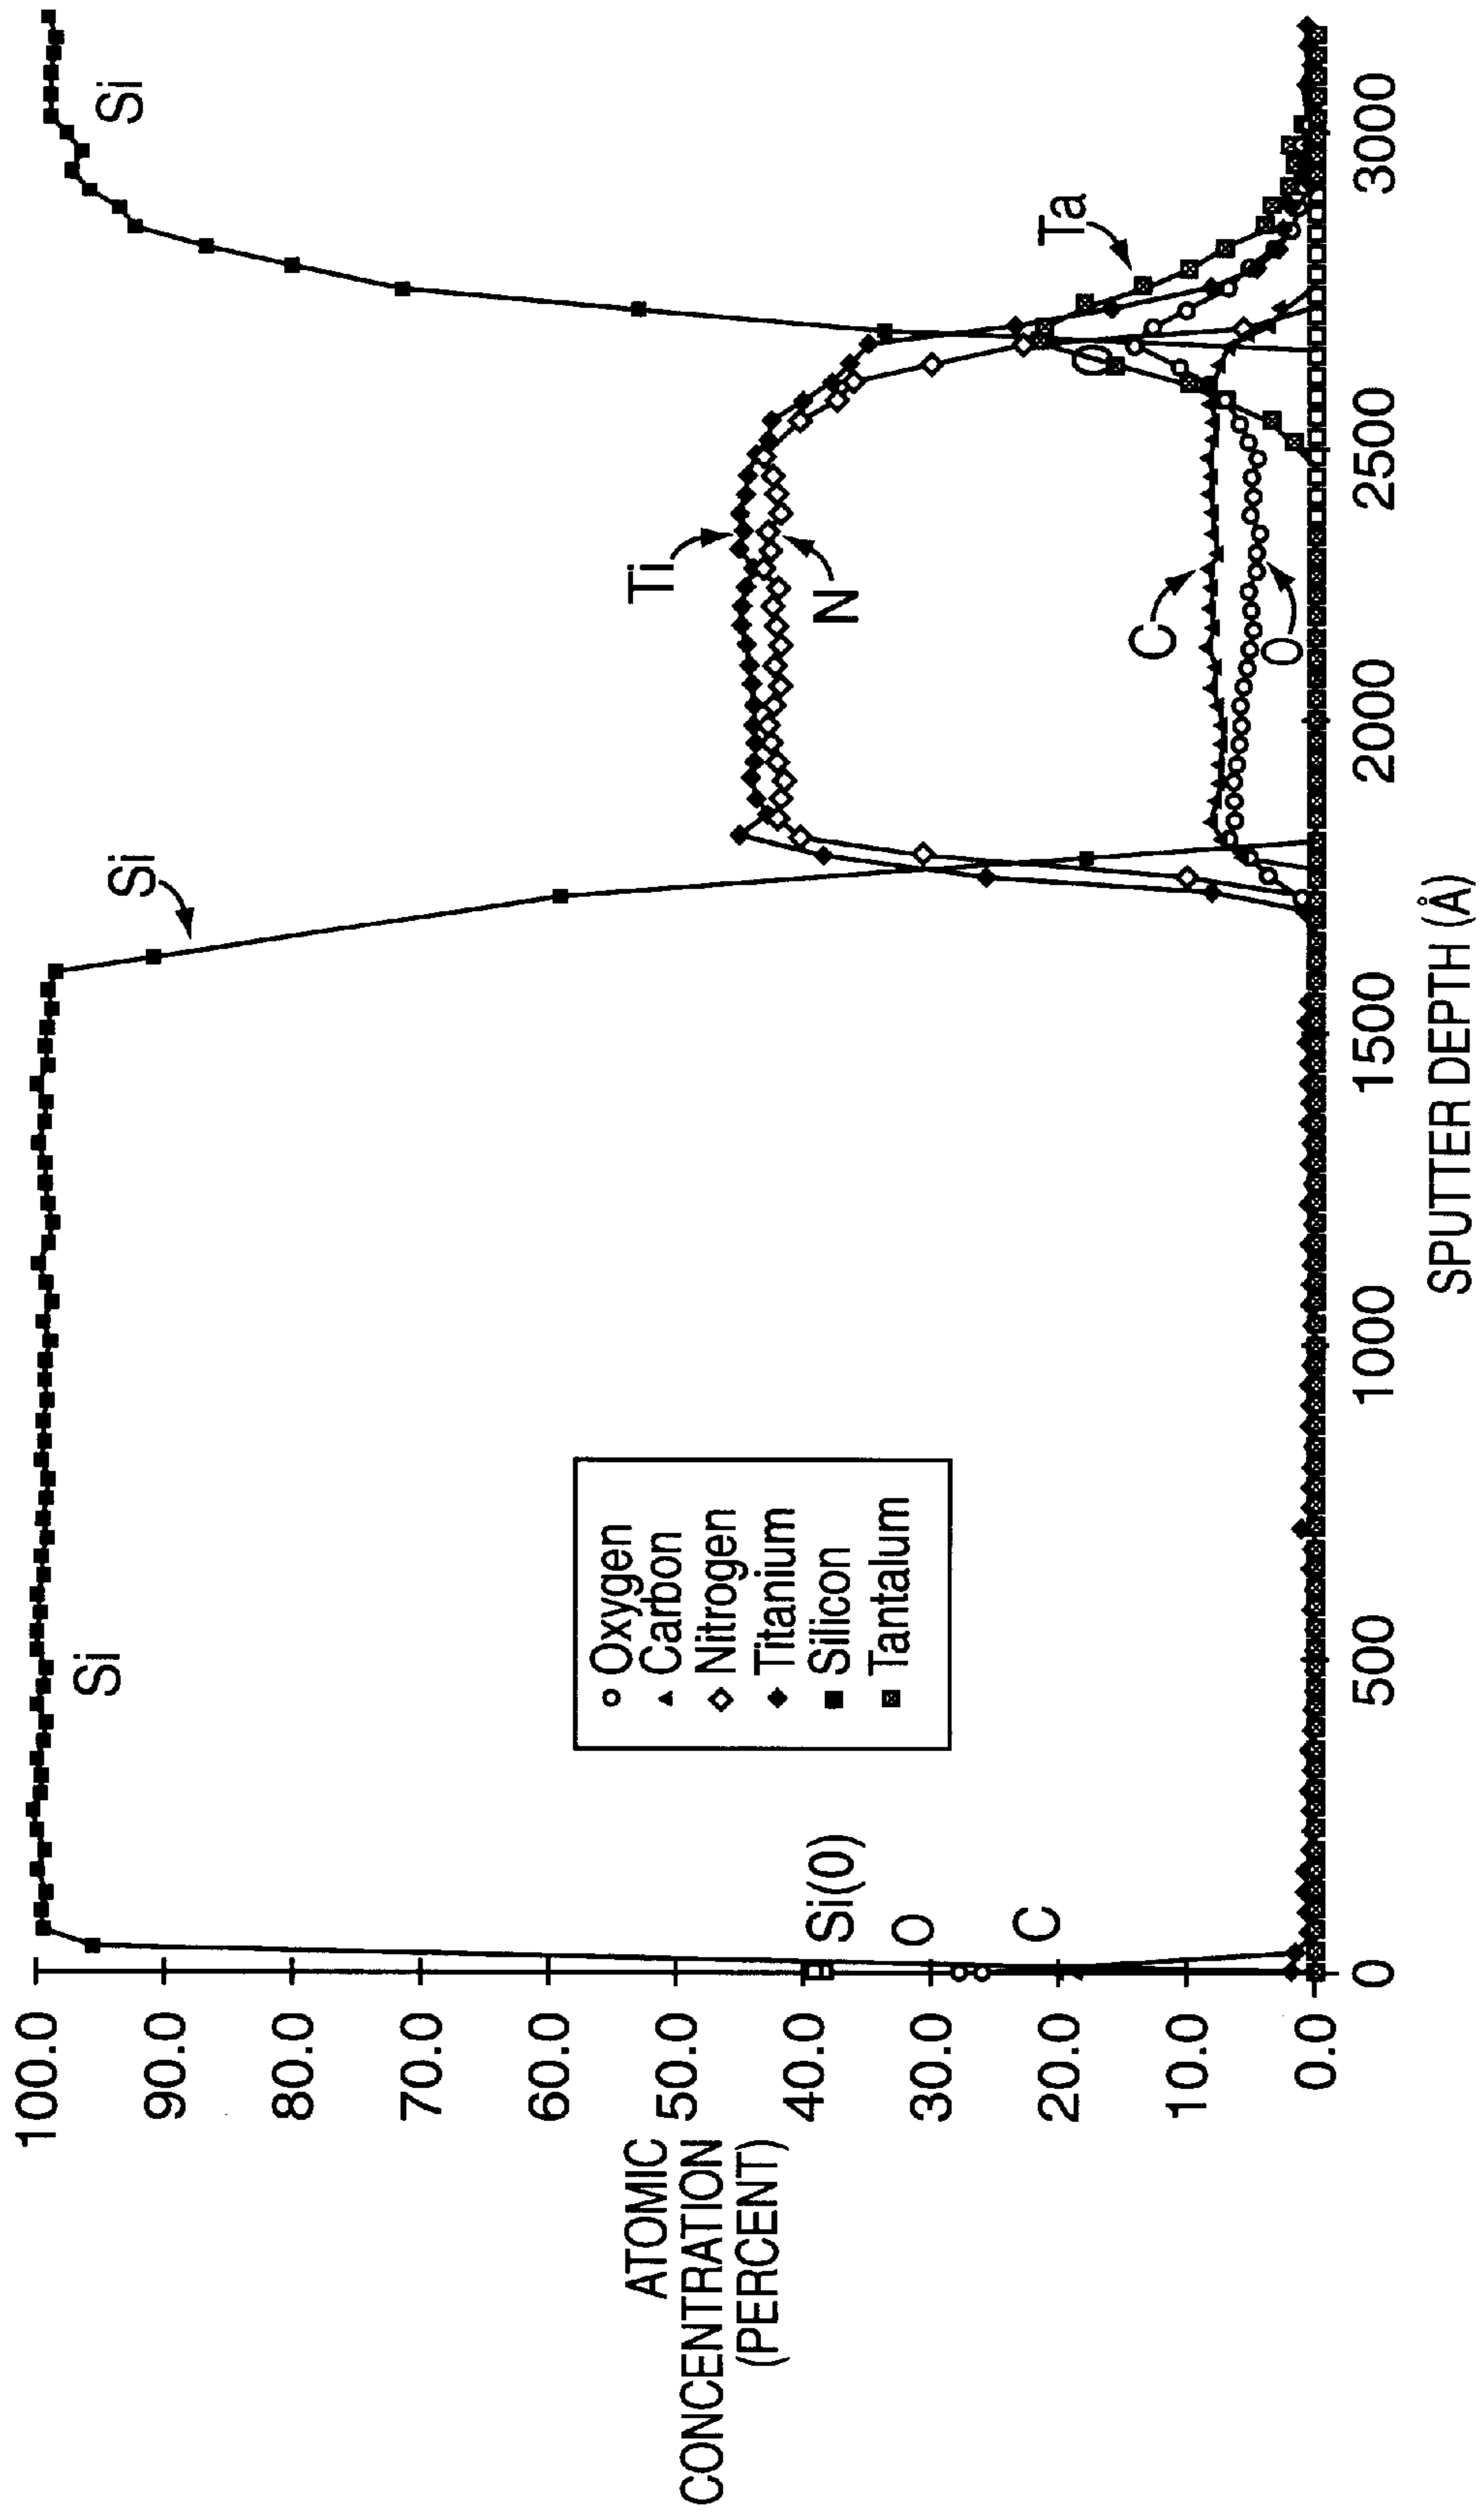 100.0
90.0
80.0
70.0
60.0
50.0
40.0
30.0
20.0
10.0
0.0
ATOMIC
CONCENTRATION
(PERCENT)
Si
Si
Si
Si(0)
O
C
Oxygen
Carbon
Nitrogen
Titanium
Silicon
Tantalum
Ti
N
C
O
O
Ta
0
500
1000
1500
2000
2500
3000
SPUTTER DEPTH (Å)